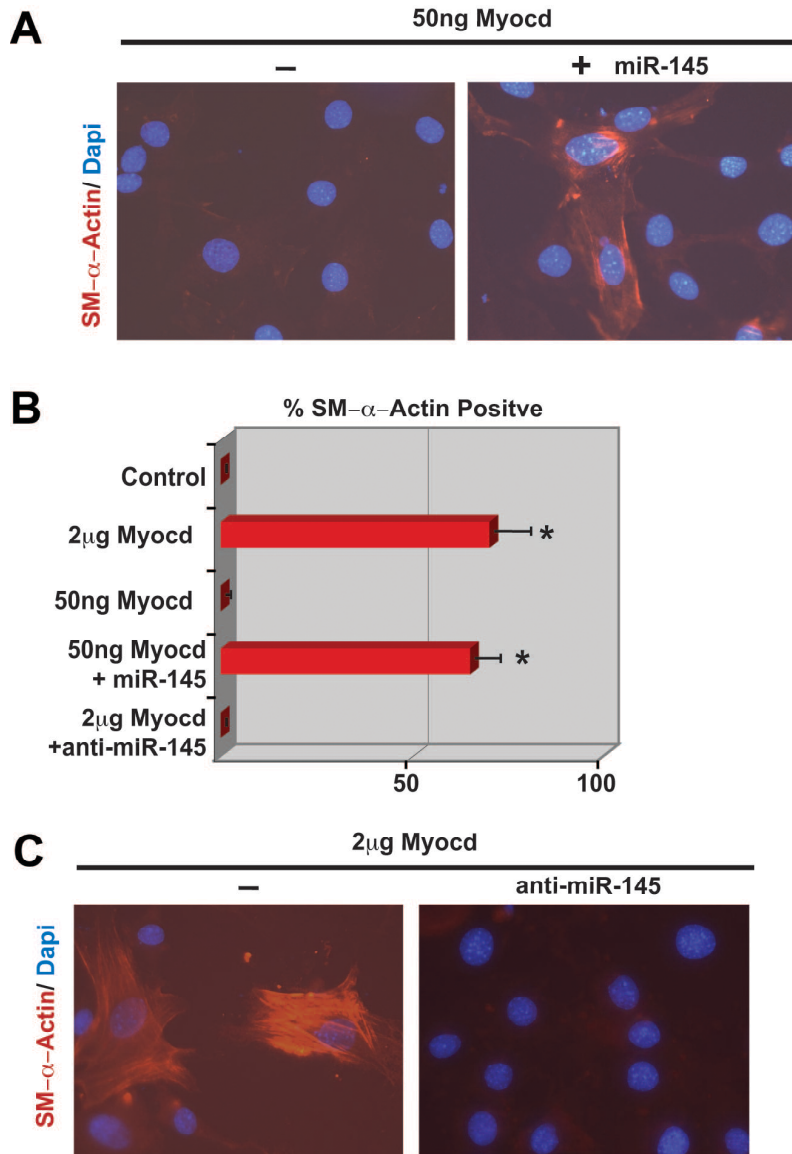 A
50ng Myocd
−
+ miR-145
SM-α-Actin/ Dapi
B
% SM-α-Actin Positve
Control
2μg Myocd
50ng Myocd
50ng Myocd
+ miR-145
2μg Myocd
+anti-miR-145
*
*
50
100
C
2μg Myocd
−
anti-miR-145
SM-α-Actin/ Dapi